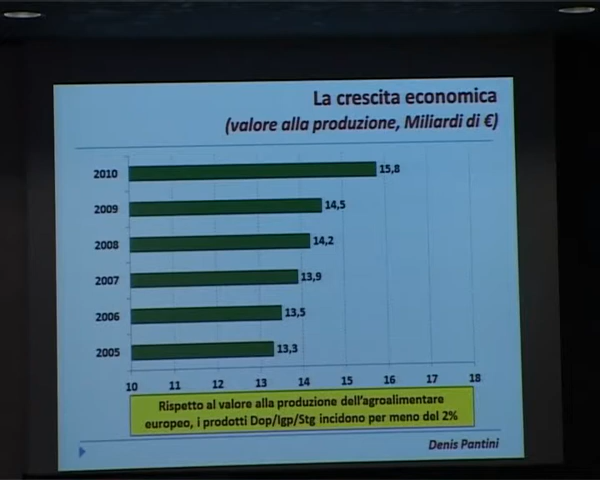 La crescita economica
(valore alla produzione, Miliardi di €)
2010 15,8
2009 14,5
2008 14,2
2007 13,9
2006 13,5
2005 13,3
10 11 12 13 14 15 16 17 18
Rispetto al valore alla produzione dell'agroalimentare
europeo, i prodotti Dop/Igp/Stg incidono per meno del 2%
Denis Pantini